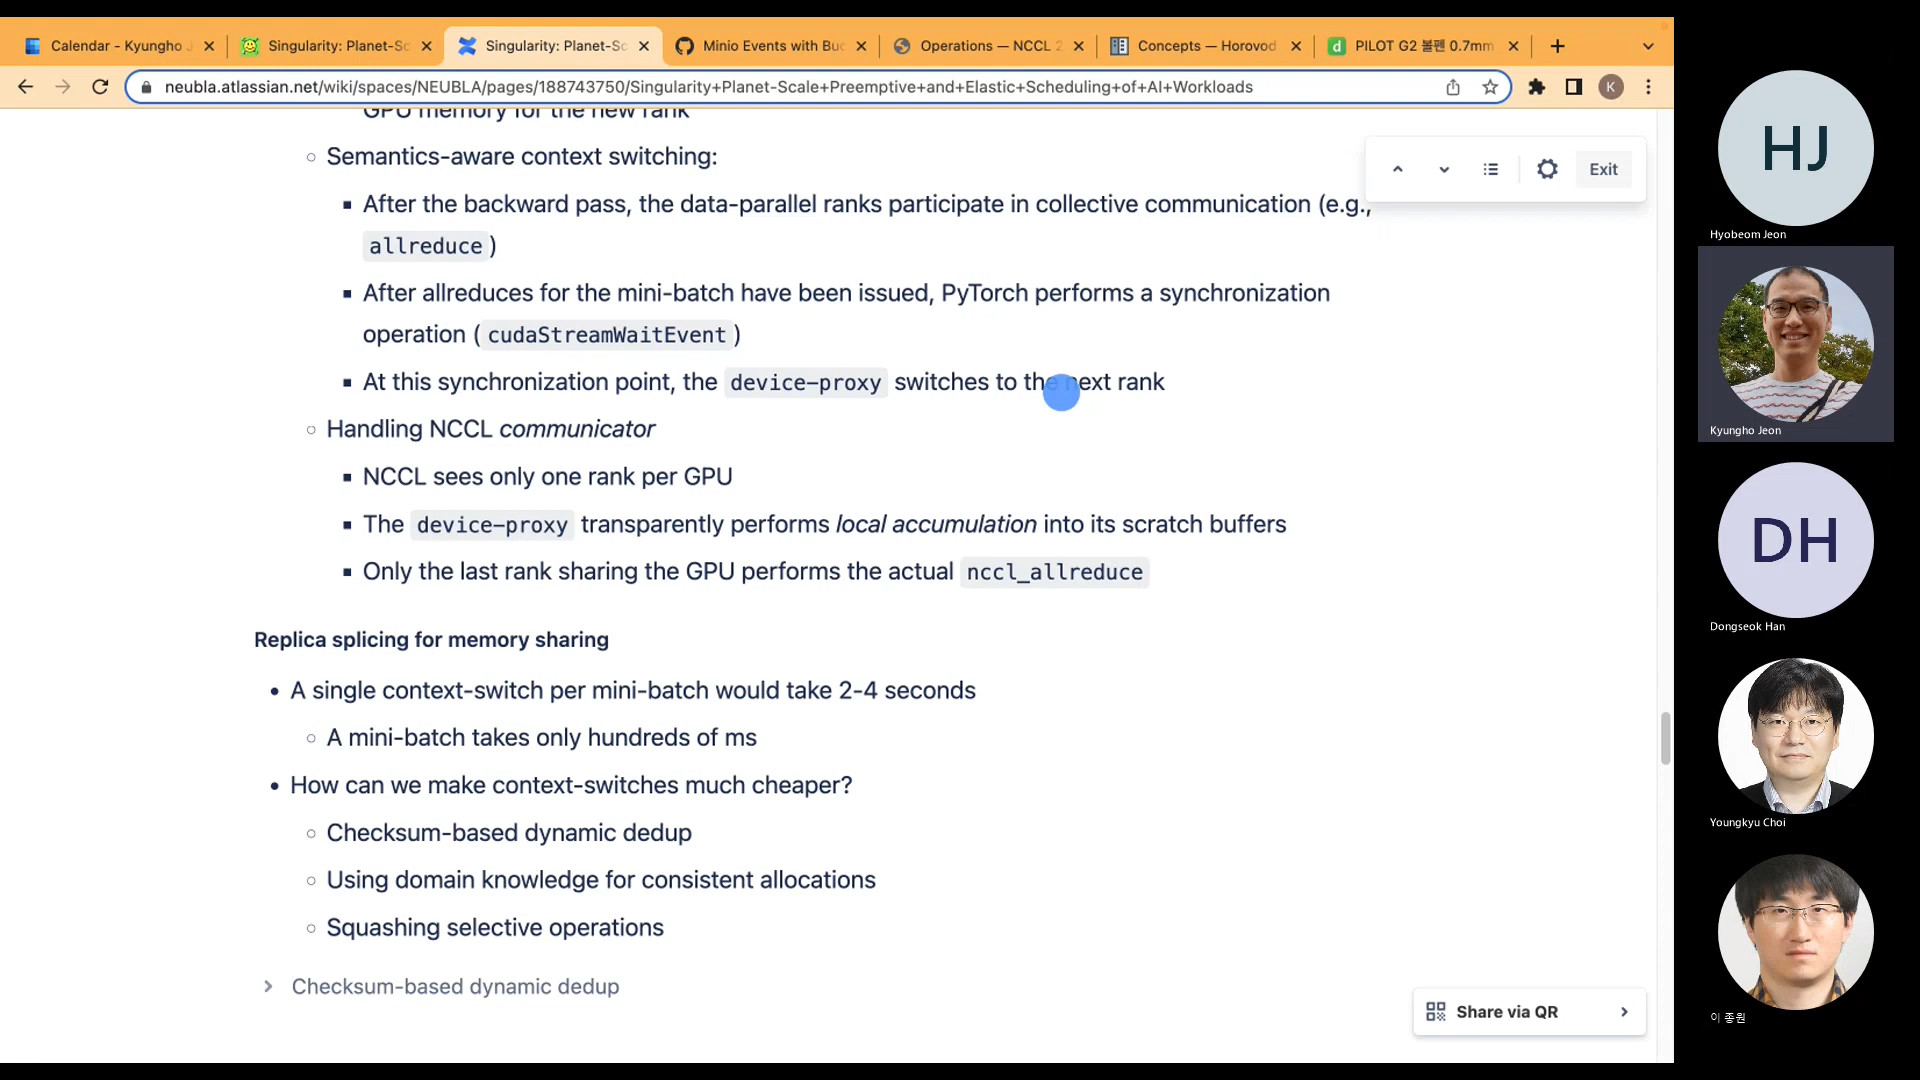 Calendar - Kyungho J
Singularity: Planet-Sc
Singularity: Planet-Sc
Minio Events with Buc
Operations — NCCL 2
Concepts — Horovod
PILOT G2 볼펜 0.7mm
neubla.atlassian.net/wiki/spaces/NEUBLA/pages/188743750/Singularity+Planet-Scale+Preemptive+and+Elastic+Scheduling+of+AI+Workloads
K
GPU memory for the new rank
Semantics-aware context switching:
Exit
After the backward pass, the data-parallel ranks participate in collective communication (e.g.,
allreduce)
After allreduces for the mini-batch have been issued, PyTorch performs a synchronization
operation (cudaStreamWaitEvent)
At this synchronization point, the device-proxy switches to the next rank
Handling NCCL communicator
NCCL sees only one rank per GPU
The device-proxy transparently performs local accumulation into its scratch buffers
Only the last rank sharing the GPU performs the actual nccl_allreduce
Replica splicing for memory sharing
A single context-switch per mini-batch would take 2-4 seconds
A mini-batch takes only hundreds of ms
How can we make context-switches much cheaper?
Checksum-based dynamic dedup
Using domain knowledge for consistent allocations
Squashing selective operations
Checksum-based dynamic dedup
Share via QR
HJ
Hyobeom Jeon
Kyungho Jeon
DH
Dongseok Han
Youngkyu Choi
이 종원